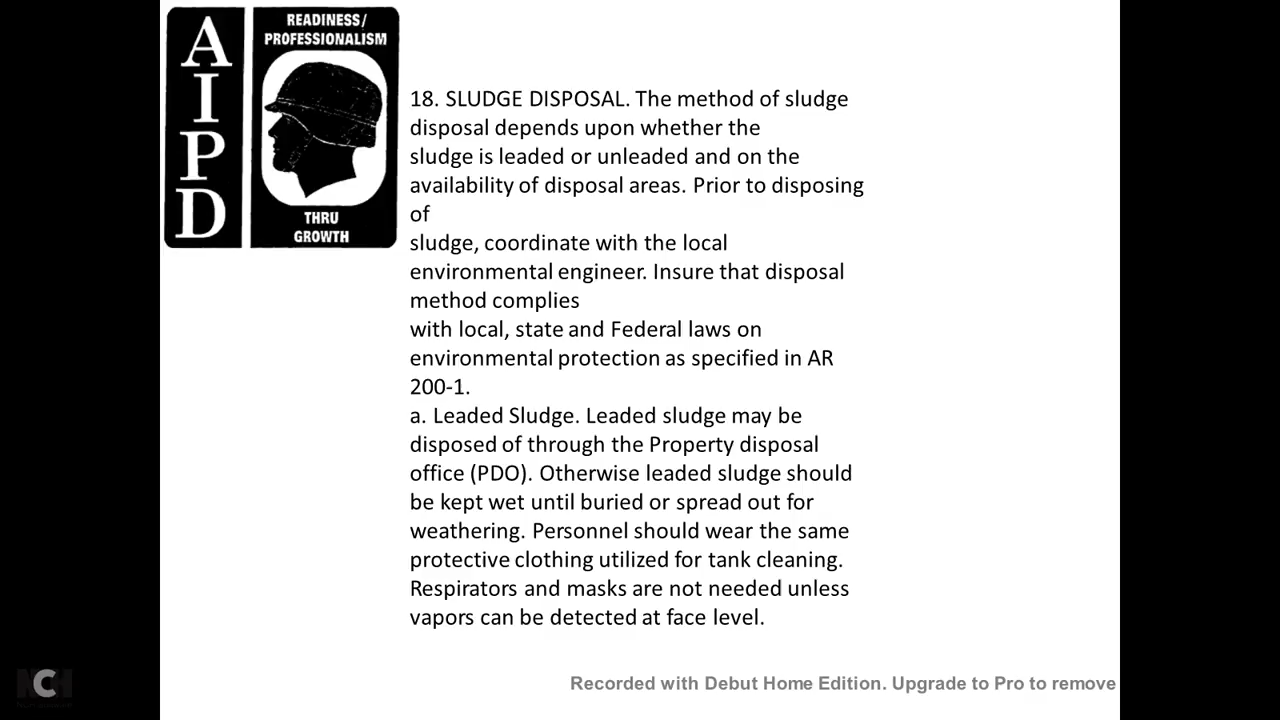 AIPD
READINESS/
PROFESSIONALISM
THRU
GROWTH
18. SLUDGE DISPOSAL. The method of sludge
disposal depends upon whether the
sludge is leaded or unleaded and on the
availability of disposal areas. Prior to disposing
of
sludge, coordinate with the local
environmental engineer. Insure that disposal
method complies
with local, state and Federal laws on
environmental protection as specified in AR
200-1.
a. Leaded Sludge. Leaded sludge may be
disposed of through the Property disposal
office (PDO). Otherwise leaded sludge should
be kept wet until buried or spread out for
weathering. Personnel should wear the same
protective clothing utilized for tank cleaning.
Respirators and masks are not needed unless
vapors can be detected at face level.
NCH
Recorded with Debut Home Edition. Upgrade to Pro to remove